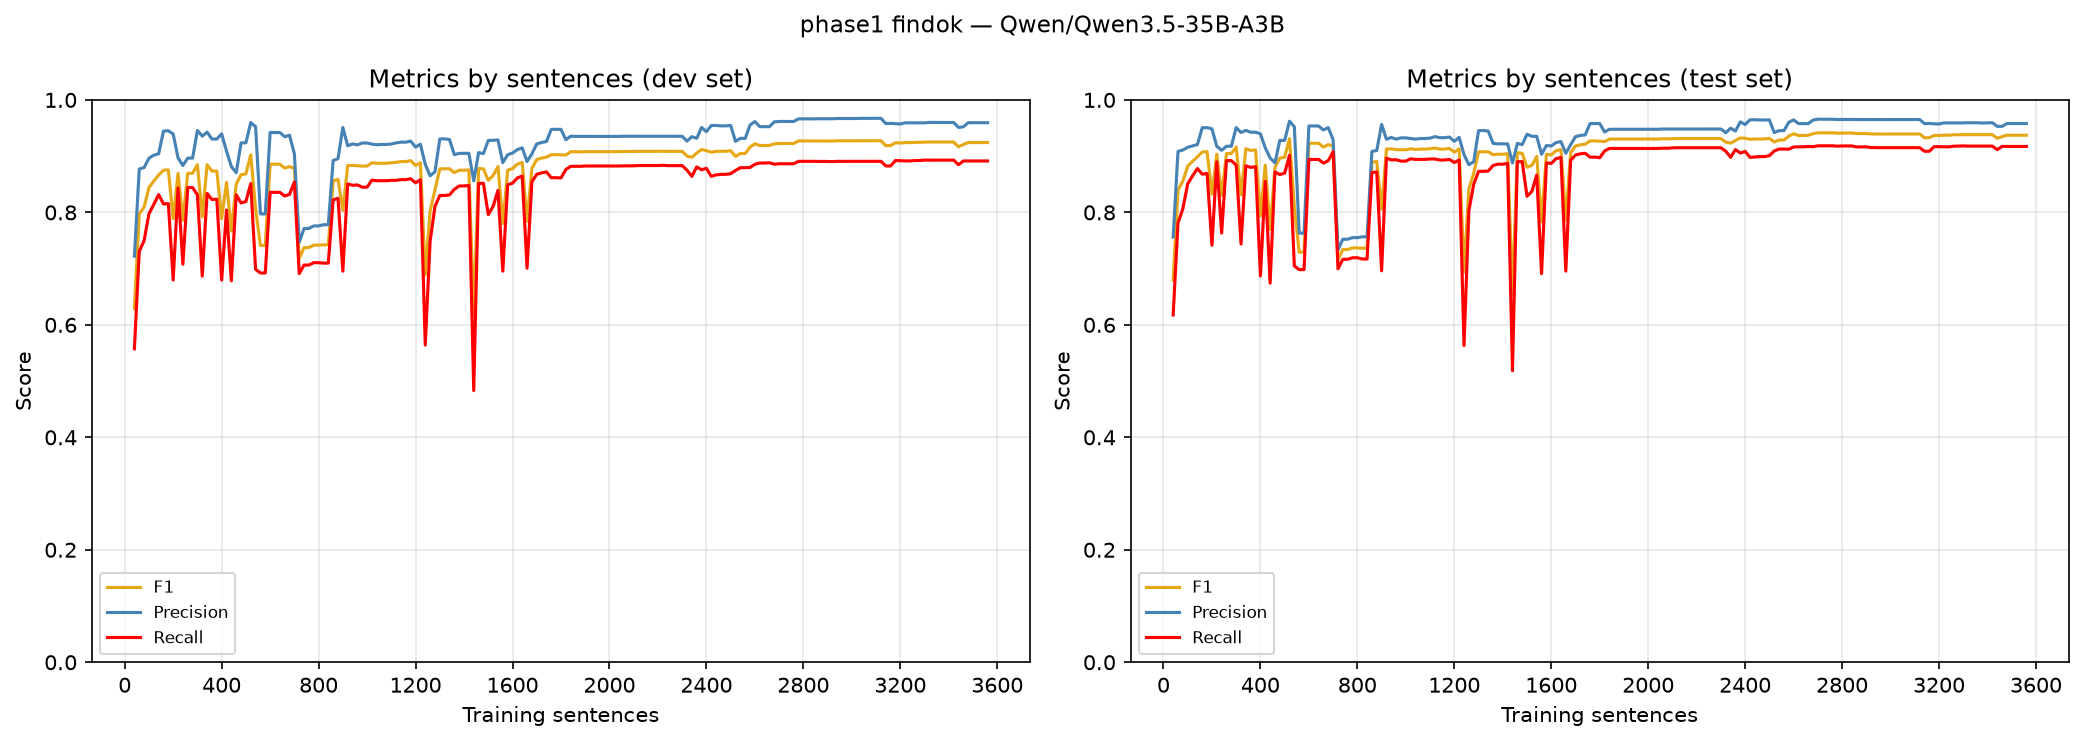 phase1 findok — Qwen/Qwen3.5-35B-A3B
Metrics by sentences (dev set)
1.0
0.8
0.6
0.4
0.2
0.0
Score
F1
Precision
Recall
0 400 800 1200 1600 2000 2400 2800 3200 3600
Training sentences
Metrics by sentences (test set)
1.0
0.8
0.6
0.4
0.2
0.0
Score
F1
Precision
Recall
0 400 800 1200 1600 2000 2400 2800 3200 3600
Training sentences